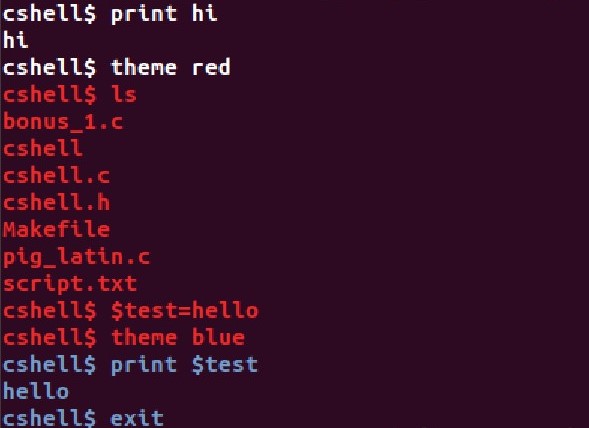 cshell$ print hi
hi
cshell$ theme red
cshell$ ls
bonus_1.c
cshell
cshell.c
cshell.h
Makefile
pig_latin.c
script.txt
cshell$ $test=hello
cshell$ theme blue
cshell$ print $test
hello
cshell$ exit